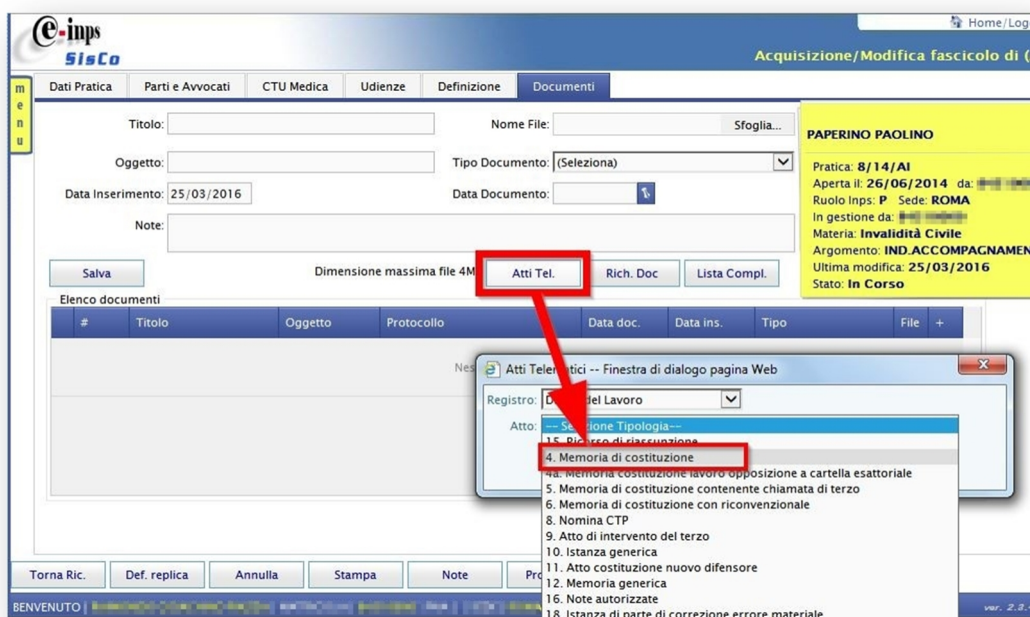 e-inps
SisCo
Home/Log
Acquisizione/Modifica fascicolo di (
menu
Dati Pratica Parti e Avvocati CTU Medica Udienze Definizione Documenti
Titolo: Nome File: Sfoglia...
Oggetto: Tipo Documento: (Seleziona)
Data Inserimento: 25/03/2016 Data Documento:
Note:
PAPERINO PAOLINO
Pratica: 8/14/AI
Aperta il: 26/06/2014 da:
Ruolo Inps: P Sede: ROMA
In gestione da:
Materia: Invalidità Civile
Argomento: IND.ACCOMPAGNAMEN
Ultima modifica: 25/03/2016
Stato: In Corso
Salva Dimensione massima file 4M Atti Tel. Rich. Doc Lista Compl.
Elenco documenti
# Titolo Oggetto Protocollo Data doc. Data ins. Tipo File +
Nes
Atti Telematici -- Finestra di dialogo pagina Web
Registro: del Lavoro
Atto: -- Selezione Tipologia--
15. Ricorso di riassunzione
4. Memoria di costituzione
4a. Memoria costituzione lavoro opposizione a cartella esattoriale
5. Memoria di costituzione contenente chiamata di terzo
6. Memoria di costituzione con riconvenzionale
8. Nomina CTP
9. Atto di intervento del terzo
10. Istanza generica
11. Atto costituzione nuovo difensore
12. Memoria generica
16. Note autorizzate
18. Istanza di parte di correzione errore materiale
Torna Ric. Def. replica Annulla Stampa Note Pro
BENVENUTO ver. 2.3.